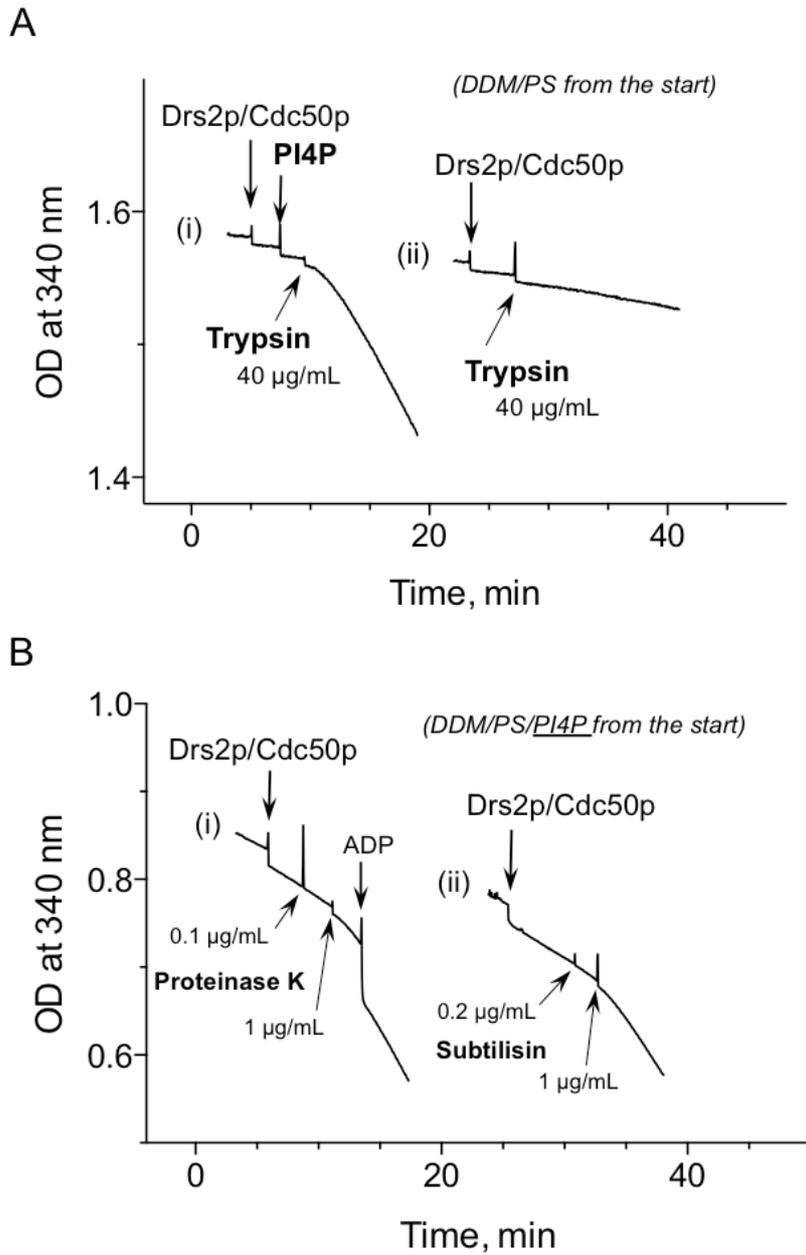 A
(DDM/PS from the start)
Drs2p/Cdc50p
PI4P
Drs2p/Cdc50p
1.6
(i)
(ii)
OD at 340 nm
Trypsin
40 µg/mL
Trypsin
40 µg/mL
1.4
0
20
40
Time, min
B
1.0
(DDM/PS/PI4P from the start)
Drs2p/Cdc50p
Drs2p/Cdc50p
(i)
ADP
0.8
(ii)
OD at 340 nm
0.1 µg/mL
Proteinase K
1 µg/mL
0.2 µg/mL
Subtilisin
1 µg/mL
0.6
0
20
40
Time, min